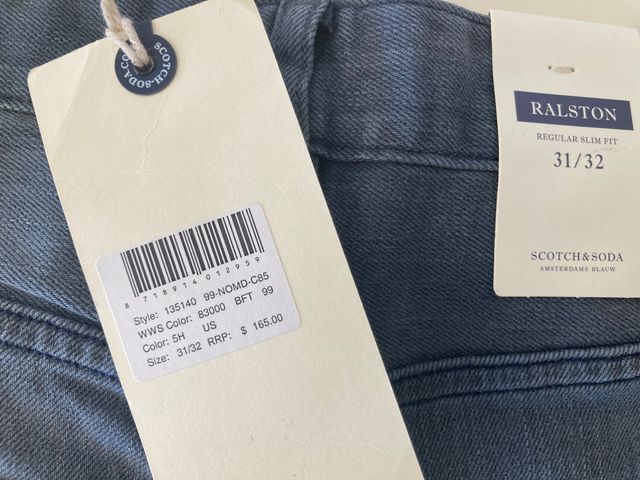 SCOTCH-SODA.CO
8 718914 012959
Style: 135140 99-NOMD-C85
WWS Color: 83000 BFT 99
Color: 5H US
Size: 31/32 RRP: $ 165.00
RALSTON
REGULAR SLIM FIT
31/32
SCOTCH&SODA
AMSTERDAMS BLAUW